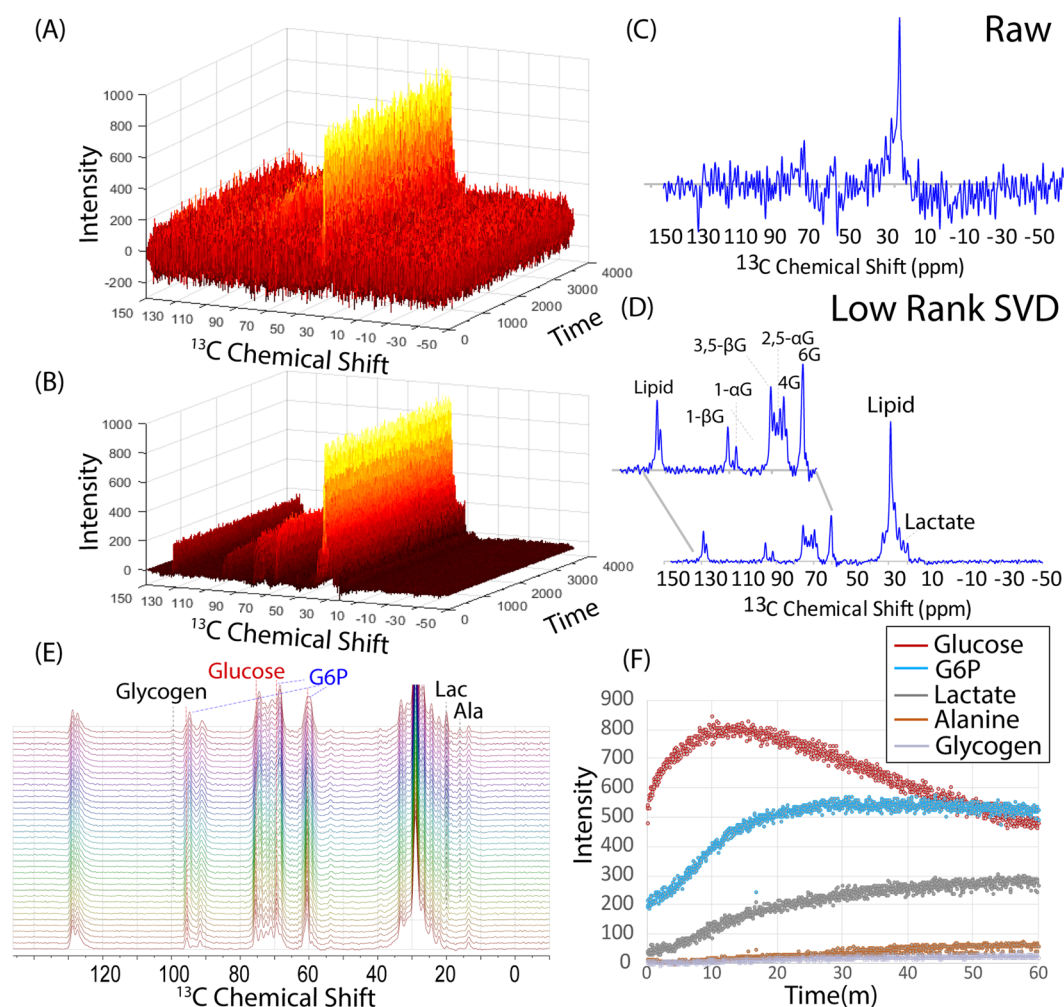 (A)
1000
800
600
400
200
0
-200
Intensity
150 130 110 90 70 50 30 10 -10 -30 -50
¹³C Chemical Shift
0 1000 2000 3000 4000
Time
(B)
1000
800
600
400
200
0
Intensity
150 130 110 90 70 50 30 10 -10 -30 -50
¹³C Chemical Shift
0 1000 2000 3000 4000
Time
(C) Raw
150 130 110 90 70 50 30 10 -10 -30 -50
¹³C Chemical Shift (ppm)
(D) Low Rank SVD
3,5-βG 2,5-αG
6G
Lipid 1-αG 4G
1-βG
Lipid
Lactate
150 130 110 90 70 50 30 10 -10 -30 -50
¹³C Chemical Shift (ppm)
(E)
Glycogen Glucose G6P Lac
Ala
120 100 80 60 40 20 0
¹³C Chemical Shift
(F)
Glucose
G6P
Lactate
Alanine
Glycogen
900
800
700
600
500
400
300
200
100
0
Intensity
0 10 20 30 40 50 60
Time(m)